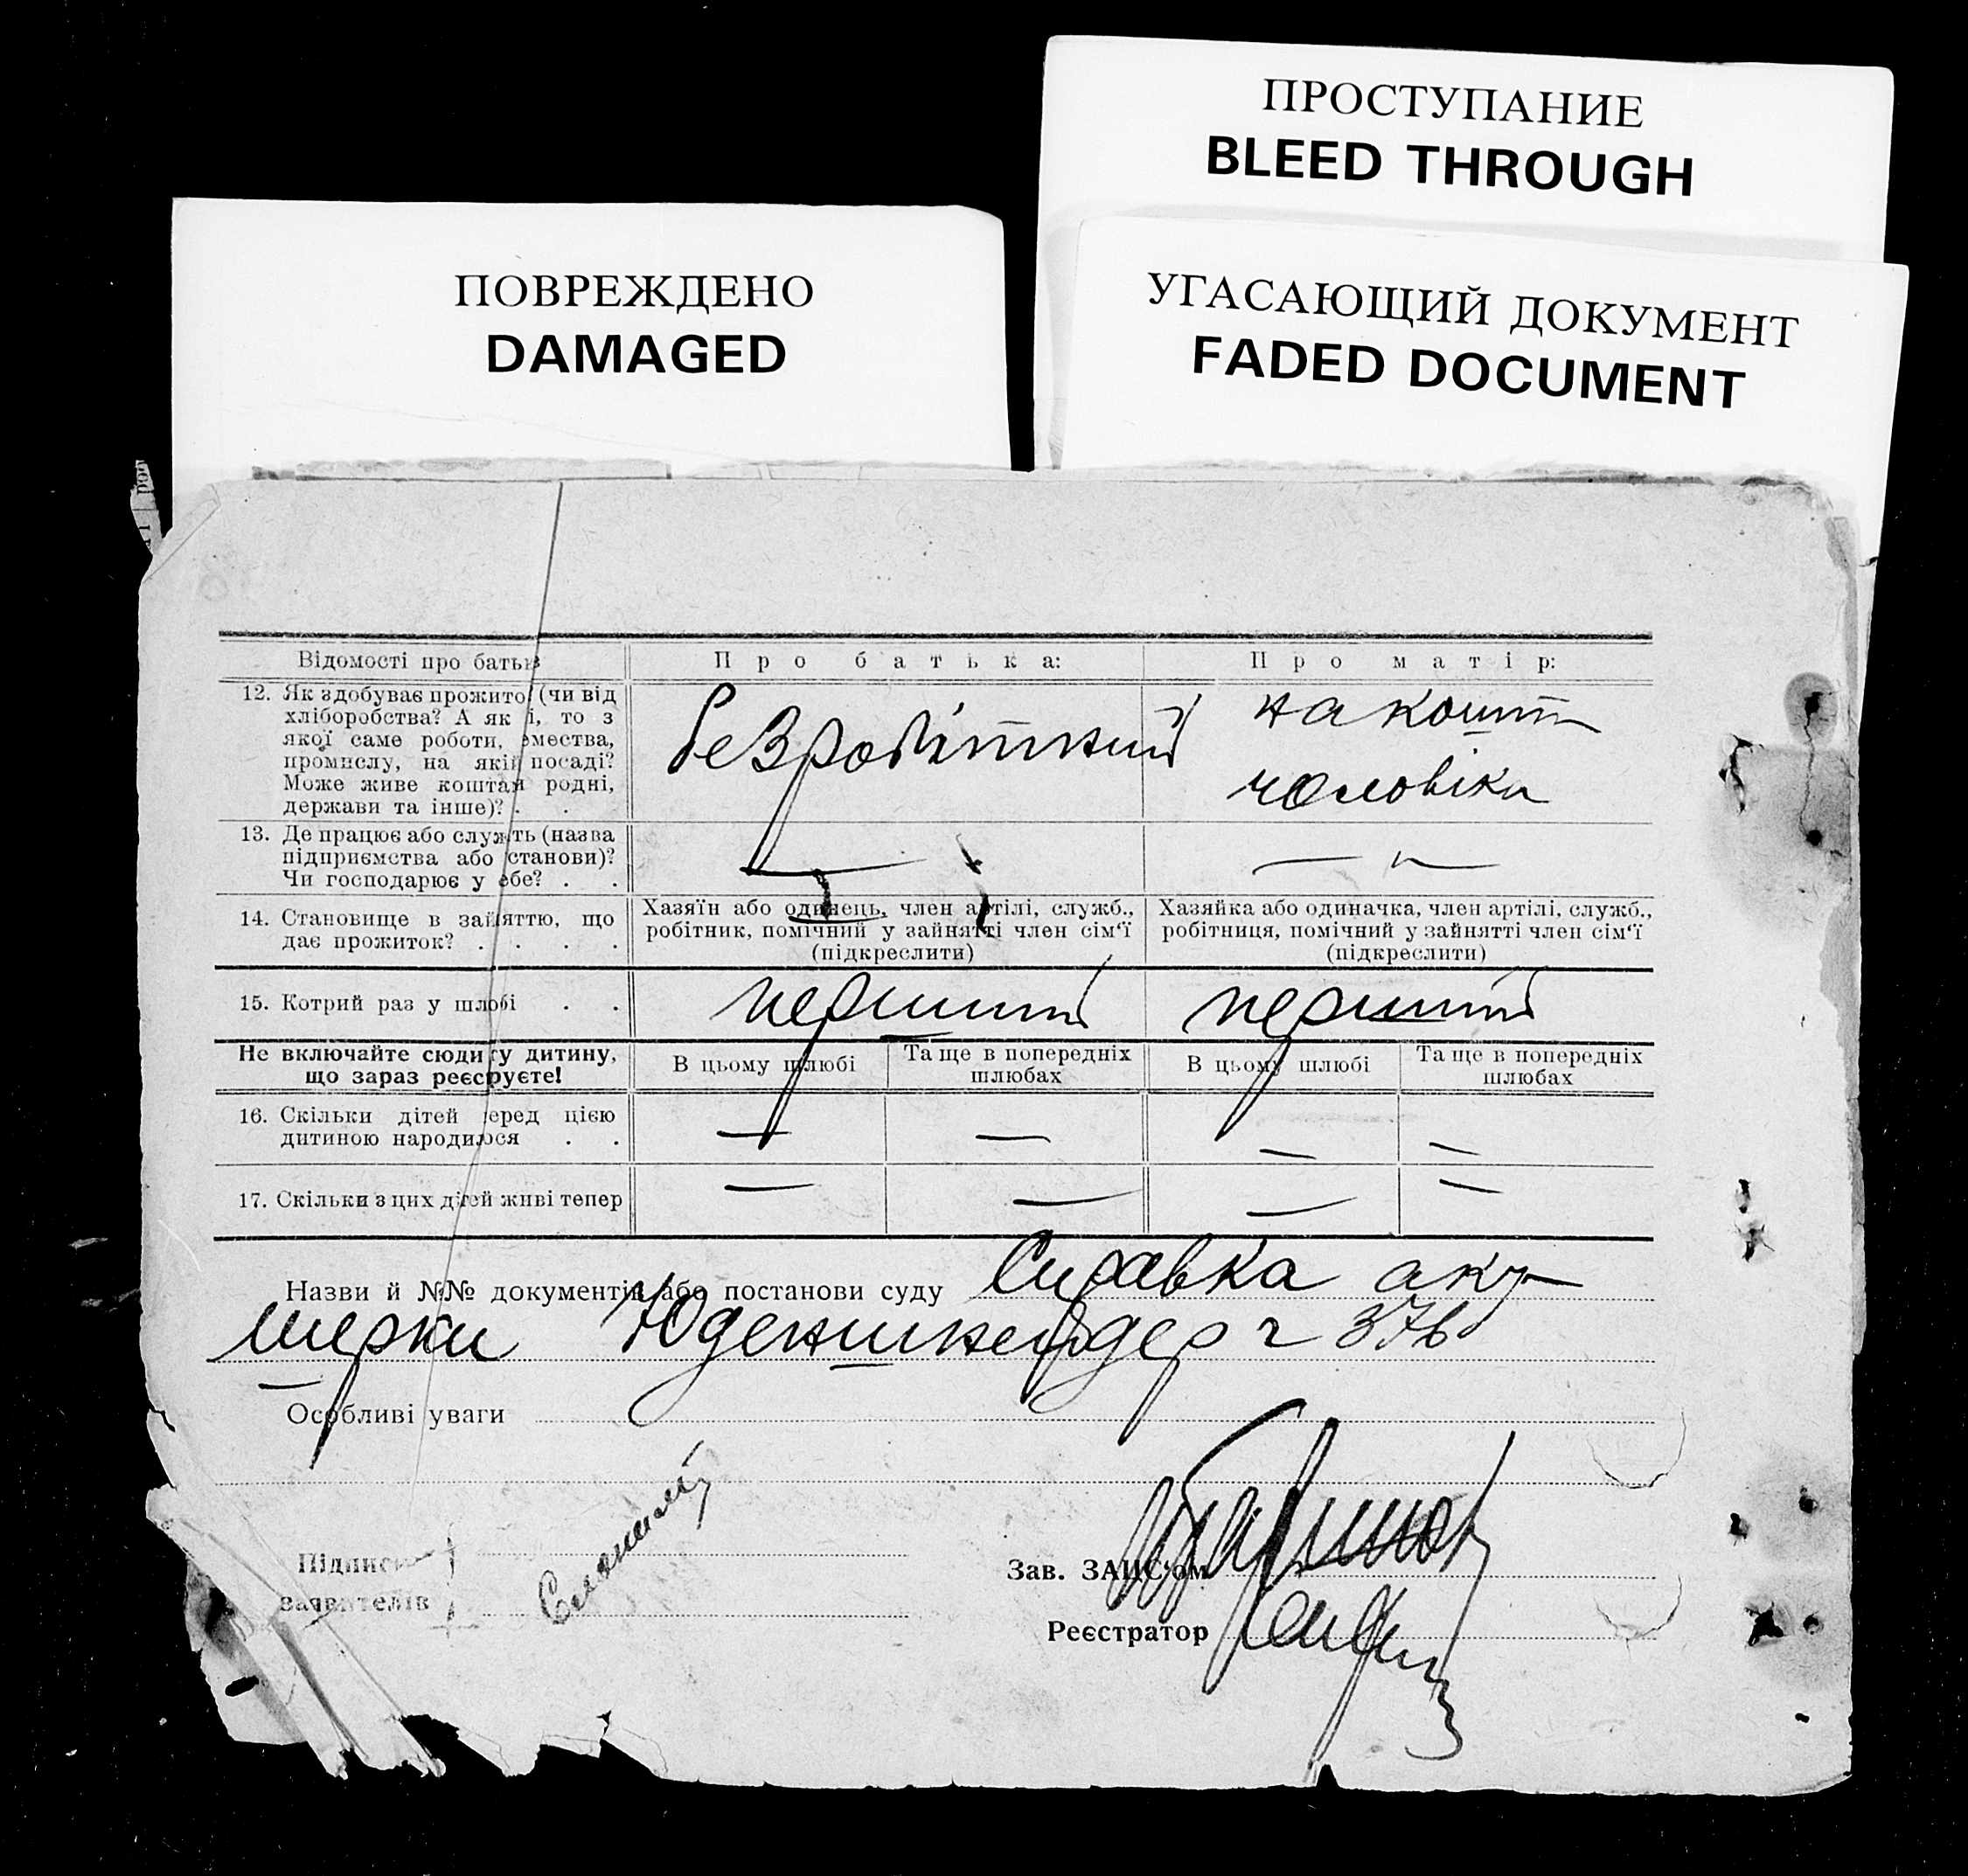 ПРОСТУПАНИЕ
BLEED THROUGH
ПОВРЕЖДЕНО
DAMAGED
УГАСАЮЩИЙ ДОКУМЕНТ
FADED DOCUMENT
Відомості про батьків
Про батька:
Про матір:
12. Як здобуває прожиток (чи від
хліборобства? А як ні, то з
якої саме роботи, ремества,
промислу, на якій посаді?
Може живе коштам родні,
держави та інше)? .
безробітний
на кошти
чоловіка
13. Де працює або служить (назва
підприємства або установи)?
Чи господарює у себе? . .
— — "
14. Становище в зайняттю, що
дає прожиток? . . . .
Хазяїн або одинець, член артілі, служб.,
робітник, помічний у зайнятті член сім'ї
(підкреслити)
Хазяйка або одиначка, член артілі, служб.,
робітниця, помічний у зайнятті член сім'ї
(підкреслити)
15. Котрий раз у шлюбі . .
перший
перший
Не включайте сюди ту дитину,
що зараз реєструєте!
В цьому шлюбі
Та ще в попередніх
шлюбах
В цьому шлюбі
Та ще в попередніх
шлюбах
16. Скільки дітей перед цією
дитиною народилося . .
— — — —
17. Скільки з цих дітей живі тепер
— — — —
Назви й №№ документів або постанови суду Справка аку-
шерки ч 376
Особливі уваги
Підписи
заявителів
Зав. ЗАПС'ом
Реєстратор